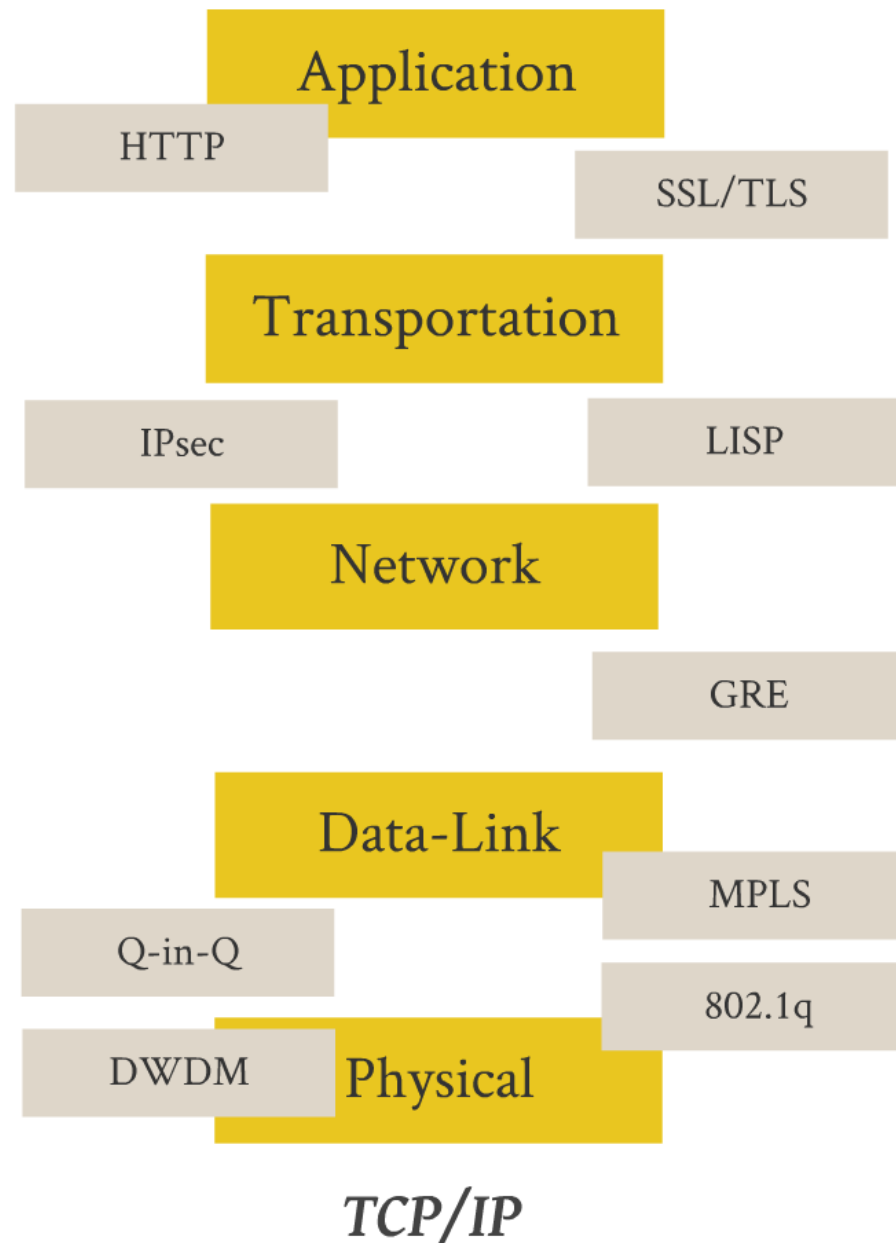 Application
HTTP
SSL/TLS
Transportation
IPsec
LISP
Network
GRE
Data-Link
MPLS
Q-in-Q
802.1q
DWDM
Physical
TCP/IP